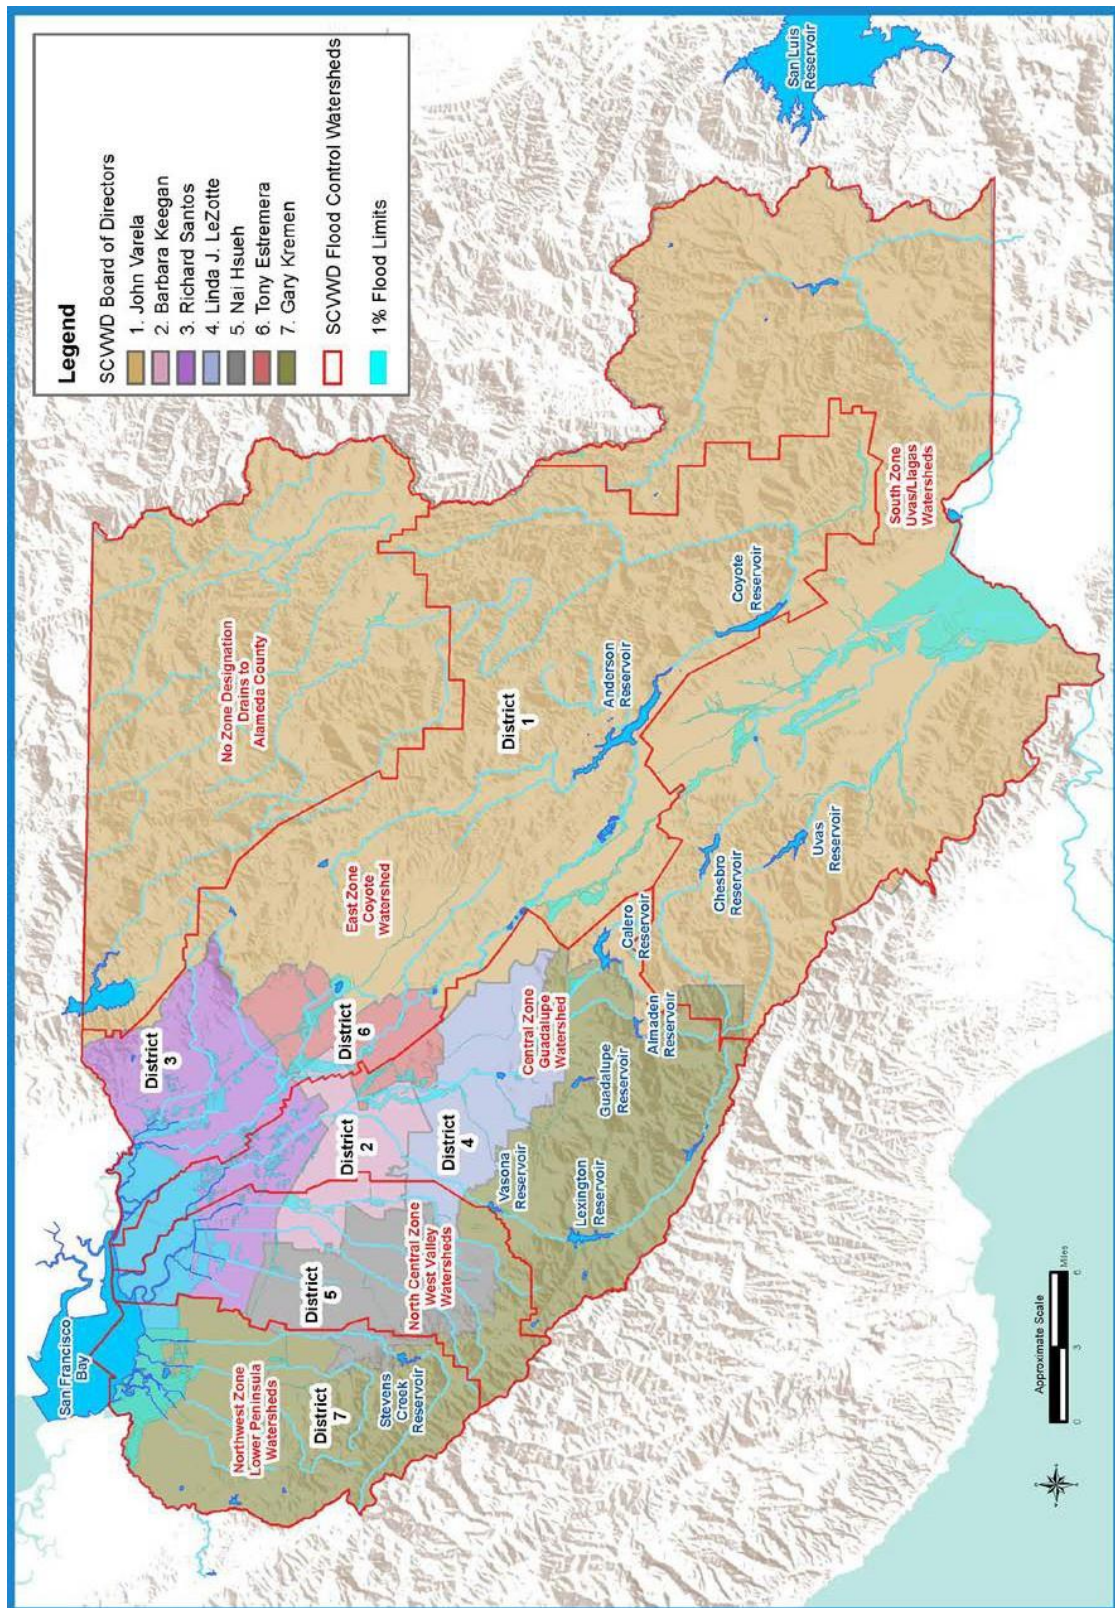 Legend
SCVWD Board of Directors
1. John Varela
2. Barbara Keegan
3. Richard Santos
4. Linda J. LeZotte
5. Nai Hsueh
6. Tony Estremera
7. Gary Kremen
SCVWD Flood Control Watersheds
1% Flood Limits
San Francisco
Bay
Northwest Zone
Lower Peninsula
Watersheds
District
7
Stevens
Creek
Reservoir
District
5
North Central Zone
West Valley
Watersheds
District
3
District
2
District
4
Vasona
Reservoir
Lexington
Reservoir
District
6
Central Zone
Guadalupe
Watershed
Guadalupe
Reservoir
Almaden
Reservoir
Calero
Reservoir
East Zone
Coyote
Watershed
No Zone Designation
Drains to
Alameda County
District
1
Anderson
Reservoir
Coyote
Reservoir
Chesbro
Reservoir
Uvas
Reservoir
South Zone
Uvas/Llagas
Watersheds
San Luis
Reservoir
Approximate Scale
0 3 6
Miles